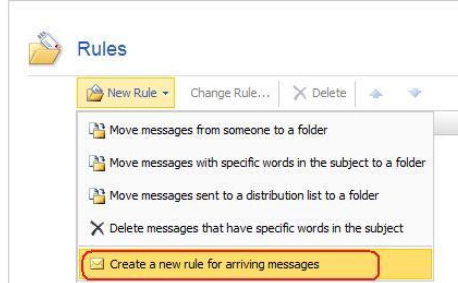 Rules
New Rule Change Rule... Delete
Move messages from someone to a folder
Move messages with specific words in the subject to a folder
Move messages sent to a distribution list to a folder
Delete messages that have specific words in the subject
Create a new rule for arriving messages